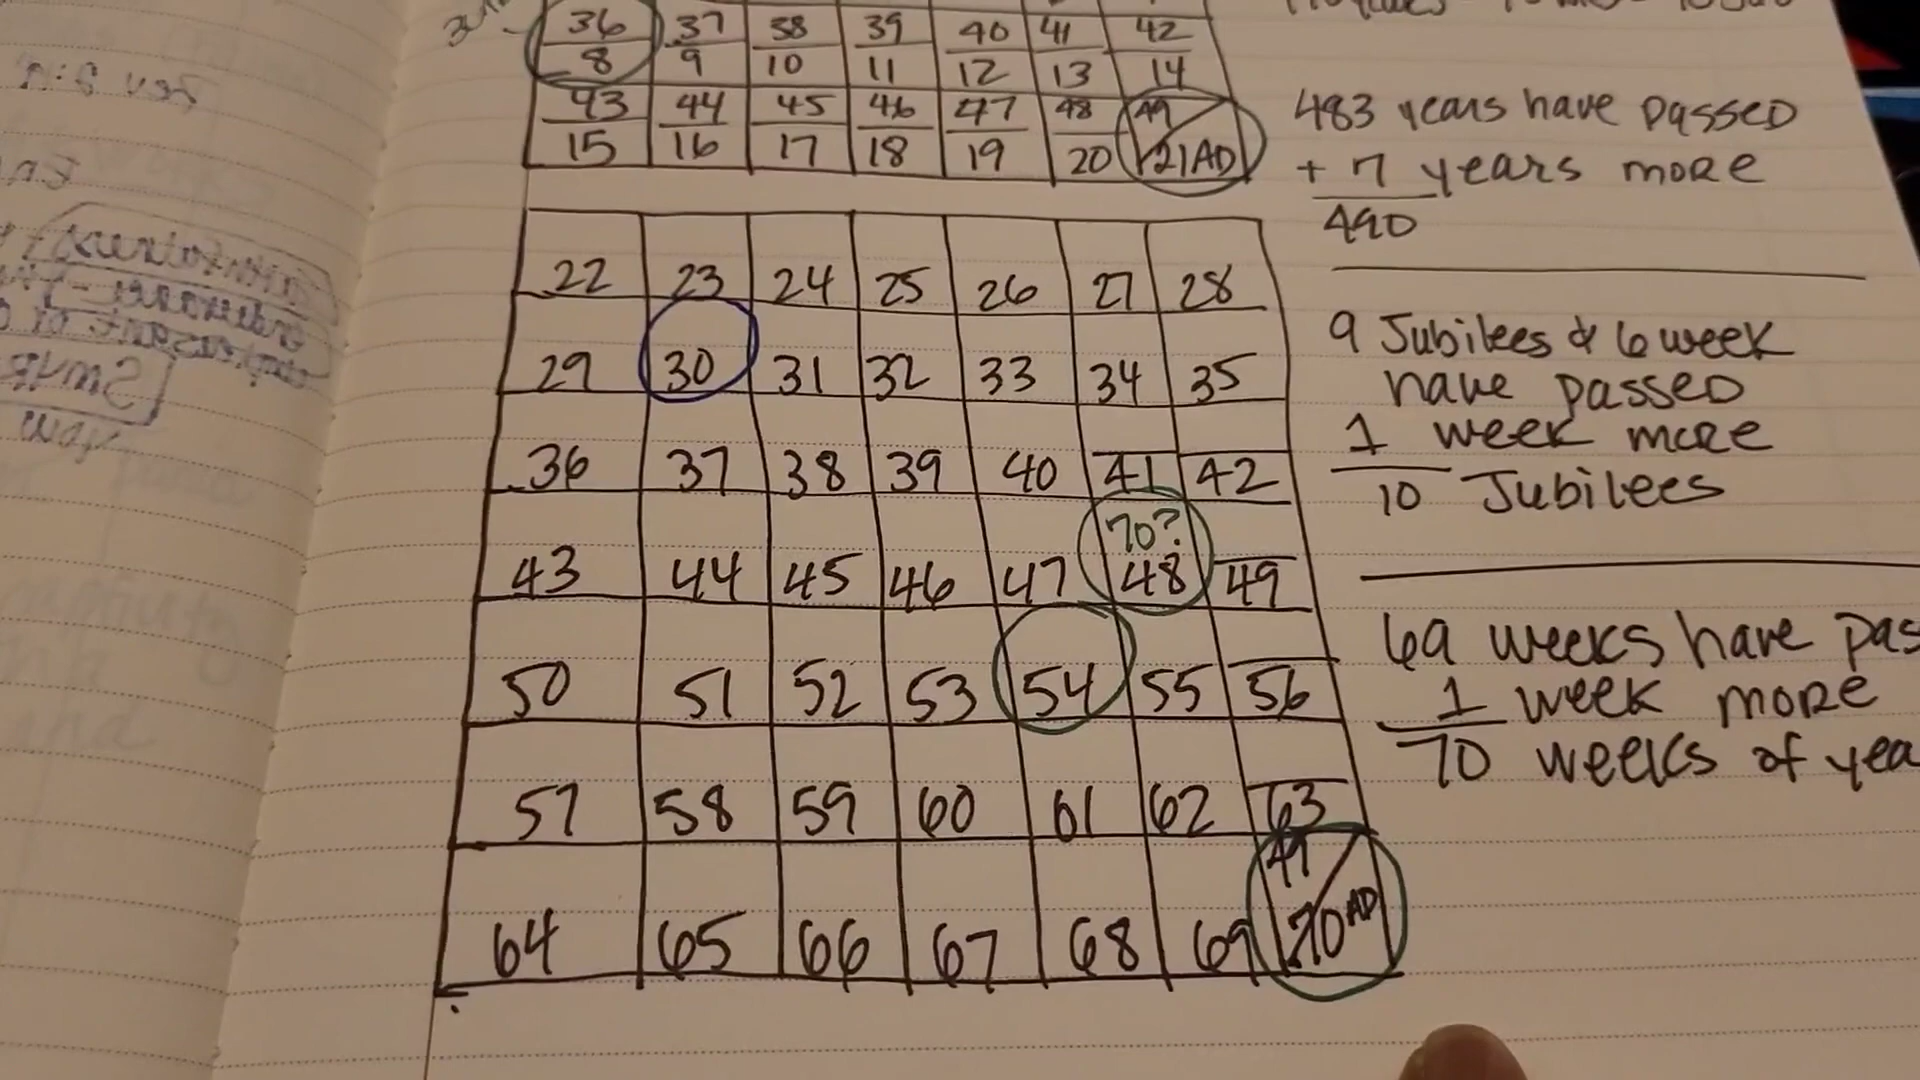 36 37 38 39 40 41 42
8 9 10 11 12 13 14
43 44 45 46 47 48 49
15 16 17 18 19 20 21AD
22 23 24 25 26 27 28
29 30 31 32 33 34 35
36 37 38 39 40 41 42
70?
43 44 45 46 47 48 49
50 51 52 53 54 55 56
57 58 59 60 61 62 63
49
64 65 66 67 68 69 70AD
483 years have passed
+ 7 years more
490
9 Jubilees & 6 week
have passed
1 week more
10 Jubilees
69 weeks have pas
1 week more
70 weeks of yea